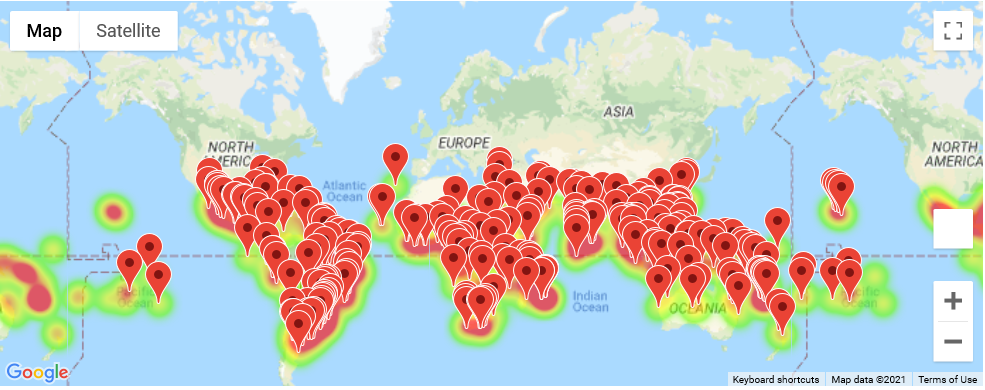 Map
Satellite
ASIA
EUROPE
NORTH
AMERIC
NORTH
AMERICA
Atlantic
Ocean
Pacific
Ocean
Indian
Ocean
OCEANIA
Pacific
Ocean
+
−
Google
Keyboard shortcuts
Map data ©2021
Terms of Use